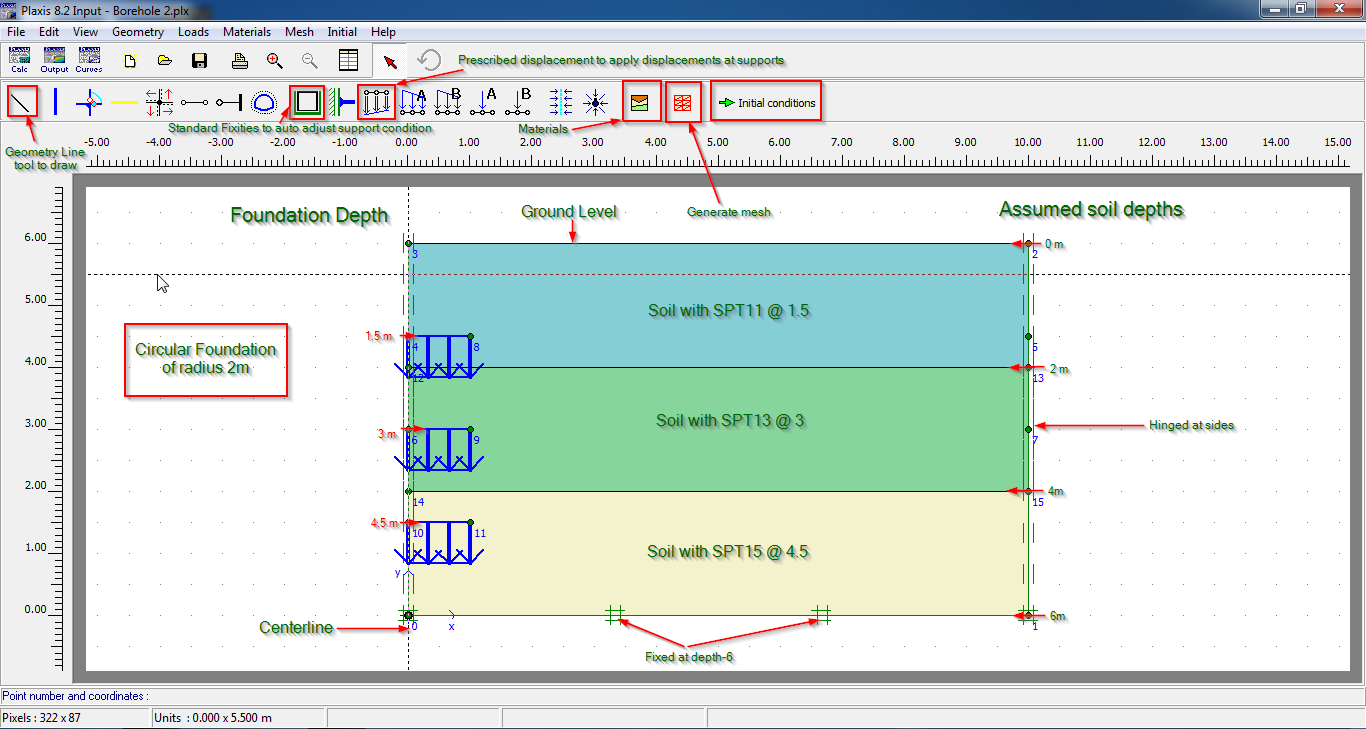 Plaxis 8.2 Input - Borehole 2.plx
File Edit View Geometry Loads Materials Mesh Initial Help
Calc Output Curves
Prescribed displacement to apply displacements at supports
A B A B
Initial conditions
Standard Fixities to auto adjust support condition
Materials
Geometry Line
tool to draw
-5.00 -4.00 -3.00 -2.00 -1.00 0.00 1.00 2.00 3.00 4.00 5.00 6.00 7.00 8.00 9.00 10.00 11.00 12.00 13.00 14.00 15.00
Generate mesh
Foundation Depth
Ground Level
Assumed soil depths
6.00
3
2
0 m
5.00
Soil with SPT11 @ 1.5
1.5 m
4
8
5
Circular Foundation
of radius 2m
4.00
12
13
2 m
3.00
Soil with SPT13 @ 3
3 m
6
9
7
Hinged at sides
2.00
14
15
4m
4.5 m
10
11
1.00
Soil with SPT15 @ 4.5
y
0.00
6m
Centerline
0
x
1
Fixed at depth-6
Point number and coordinates :
Pixels : 322 x 87
Units : 0.000 x 5.500 m